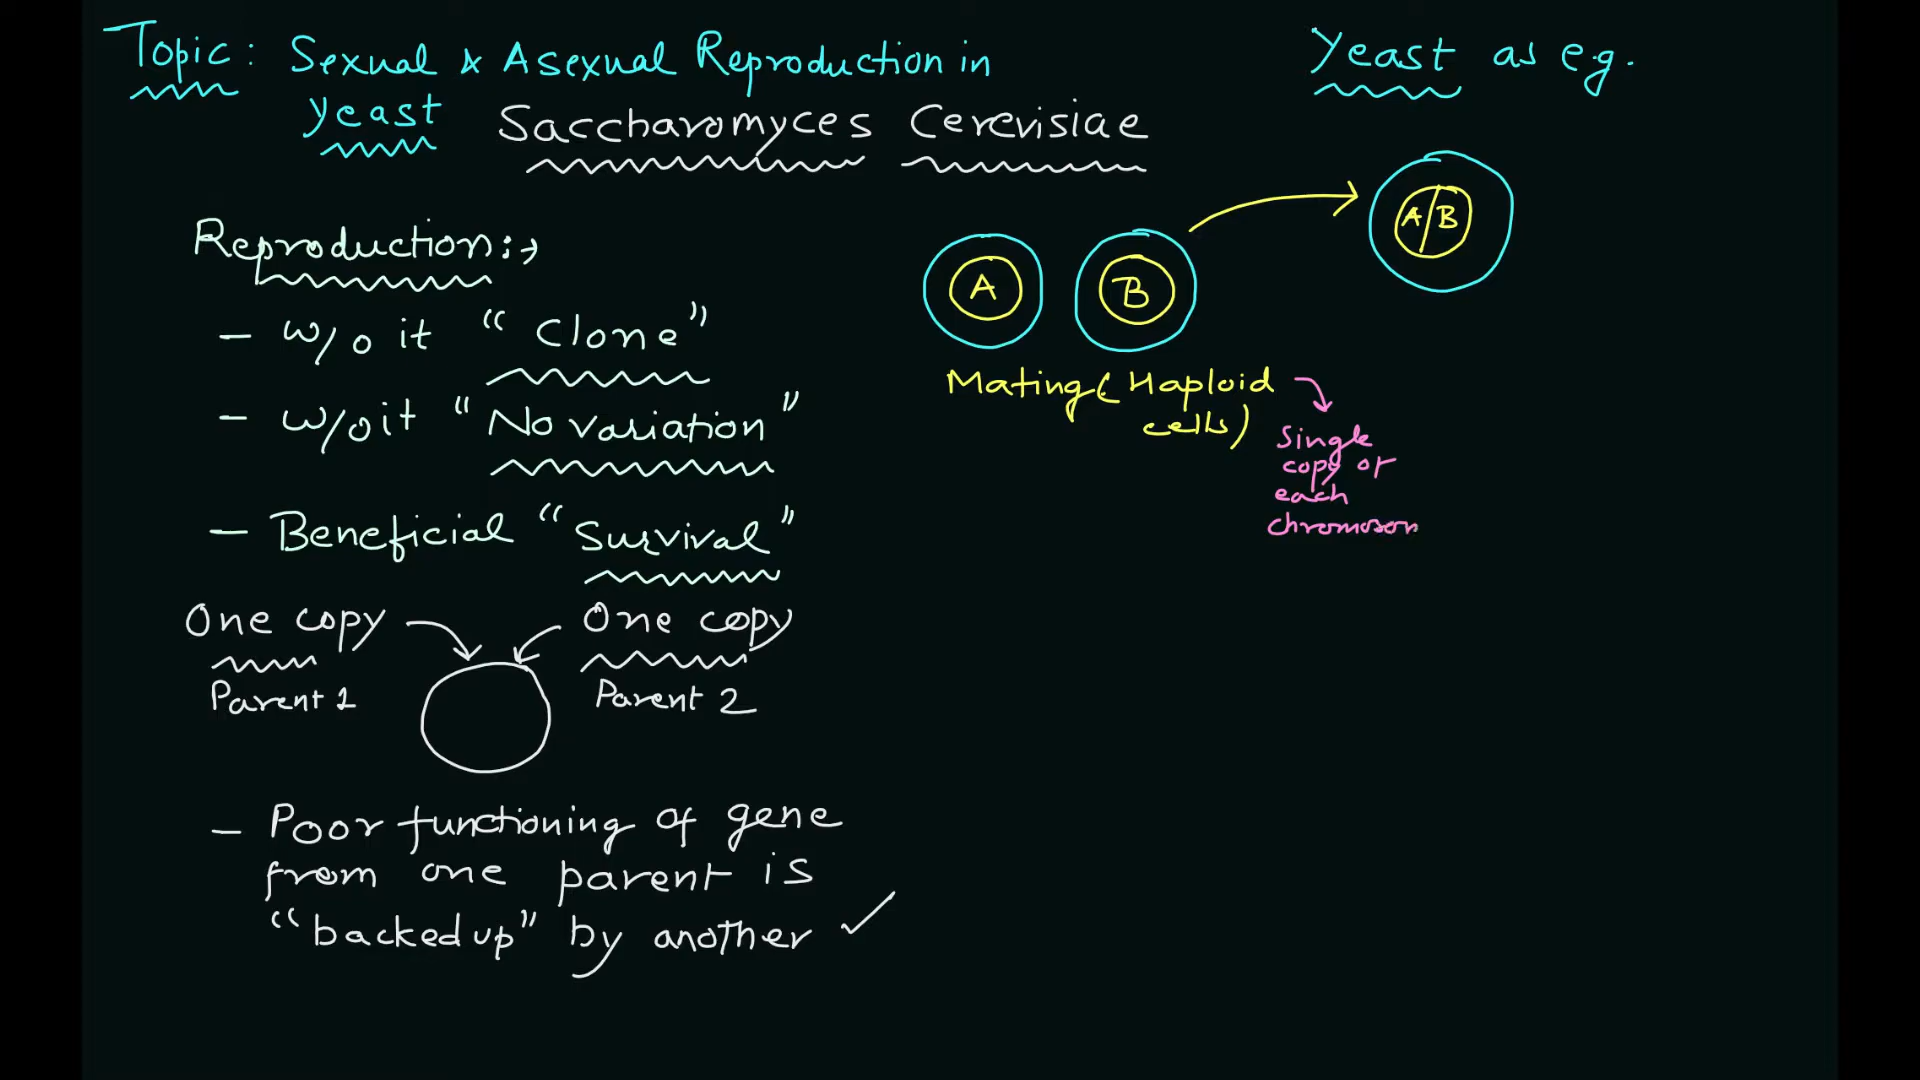 Topic: Sexual & Asexual Reproduction in
Yeast Saccharomyces Cerevisiae
Reproduction:→
- w/o it "Clone"
- w/o it "No variation"
- Beneficial "Survival"
One copy
Parent 1
One copy
Parent 2
- Poor functioning of gene
from one parent is
"backed up" by another ✓
Yeast as e.g.
A
B
A/B
Mating (Haploid
cells)
Single
copy of
each
chromosom